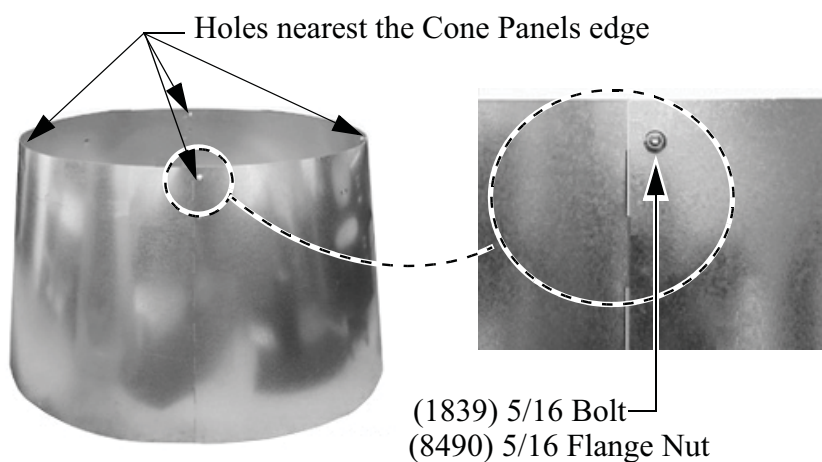 Holes nearest the Cone Panels edge
(1839) 5/16 Bolt
(8490) 5/16 Flange Nut